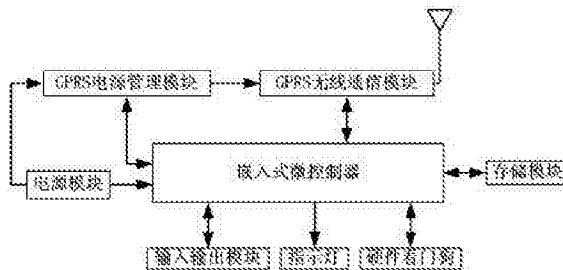 GPRS电源管理模块
GPRS无线通信模块
嵌入式微控制器
电源模块
存储模块
输入输出模块
指示灯
硬件看门狗